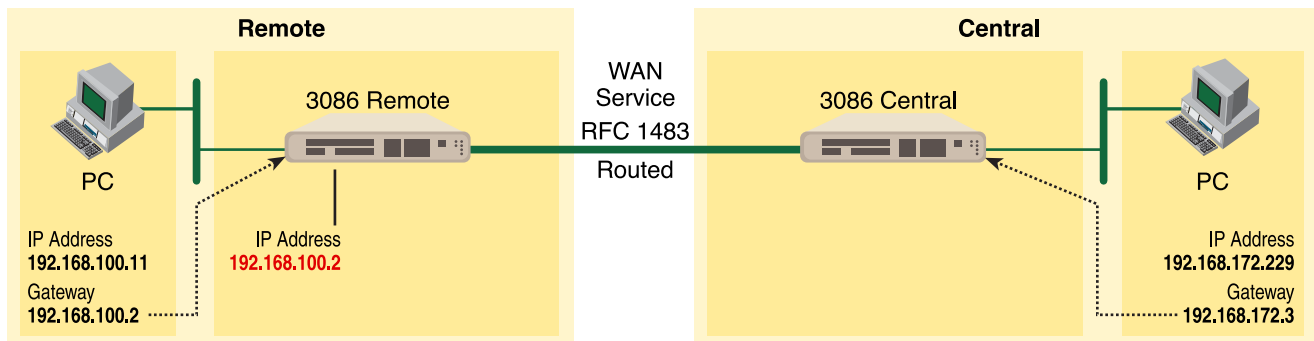 Remote
PC
IP Address
192.168.100.11
Gateway
192.168.100.2
3086 Remote
IP Address
192.168.100.2
WAN
Service
RFC 1483
Routed
Central
3086 Central
PC
IP Address
192.168.172.229
Gateway
192.168.172.3